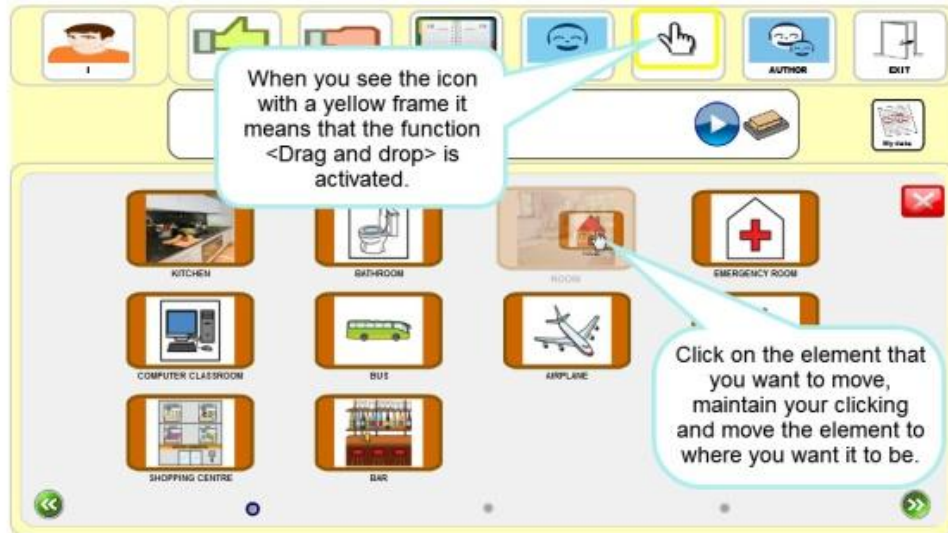 I
AUTHOR
EXIT
When you see the icon
with a yellow frame it
means that the function
<Drag and drop> is
activated.
My data
KITCHEN
BATHROOM
ROOM
EMERGENCY ROOM
COMPUTER CLASSROOM
BUS
AIRPLANE
Click on the element that
you want to move,
maintain your clicking
and move the element to
where you want it to be.
SHOPPING CENTRE
BAR